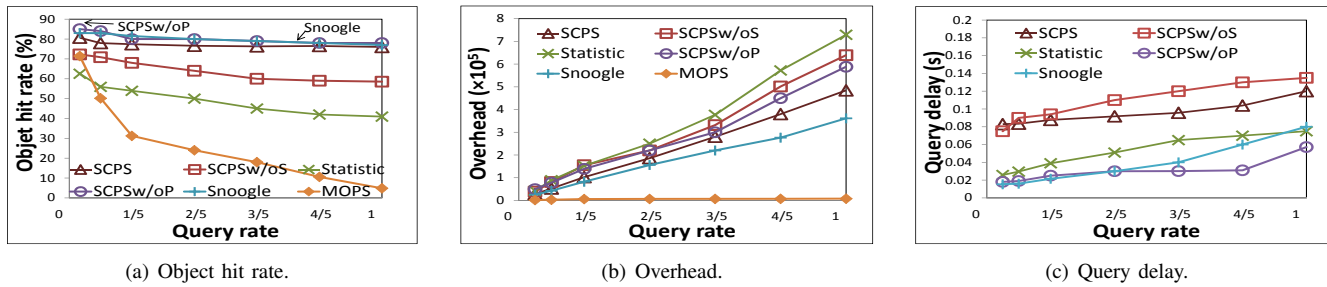 Objet hit rate (%)
90
80
70
60
50
40
30
20
10
0
SCPSw/oP
Snoogle
SCPS
SCPSw/oS
Statistic
SCPSw/oP
Snoogle
MOPS
0
1/5
2/5
3/5
4/5
1
Query rate
(a) Object hit rate.
Overhead (×10⁵)
8
7
6
5
4
3
2
1
0
SCPS
SCPSw/oS
Statistic
SCPSw/oP
Snoogle
MOPS
0
1/5
2/5
3/5
4/5
1
Query rate
(b) Overhead.
Query delay (s)
0.2
0.18
0.16
0.14
0.12
0.1
0.08
0.06
0.04
0.02
0
SCPS
SCPSw/oS
Statistic
SCPSw/oP
Snoogle
0
1/5
2/5
3/5
4/5
1
Query rate
(c) Query delay.